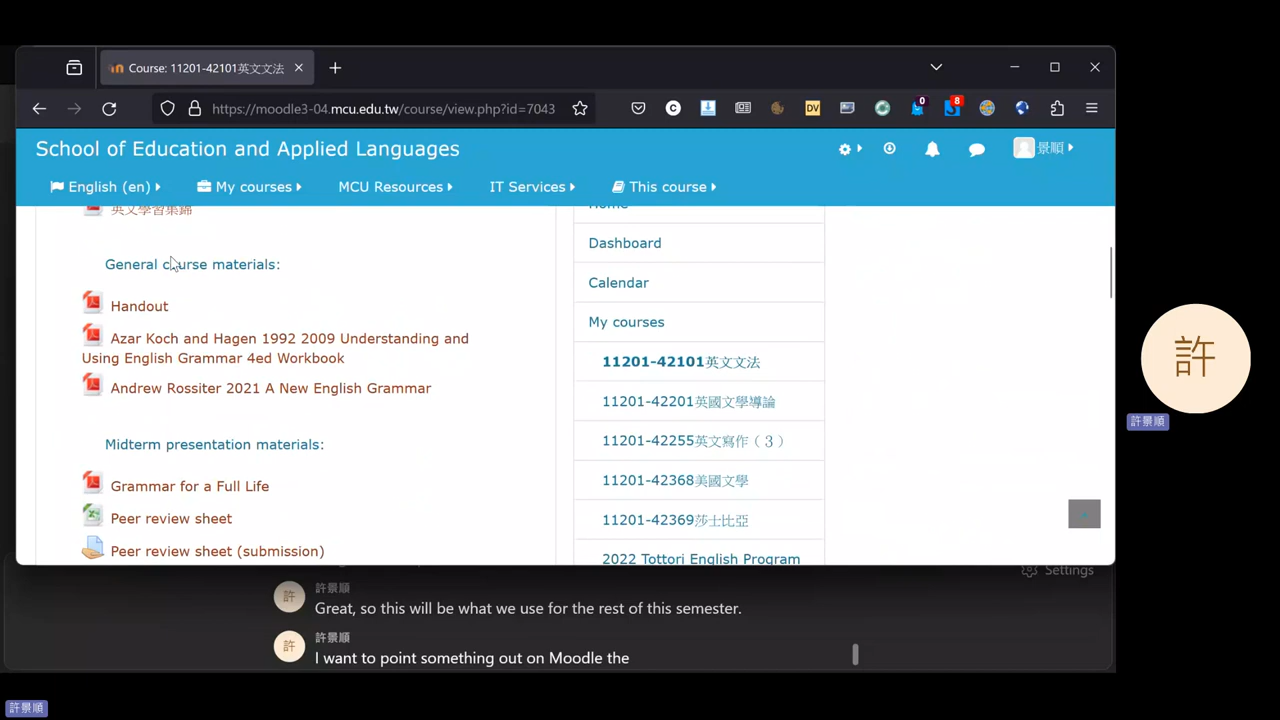 Course: 11201-42101英文文法
https://moodle3-04.mcu.edu.tw/course/view.php?id=7043
C
DV
0
8
School of Education and Applied Languages
景順
English (en)
My courses
MCU Resources
IT Services
This course
英文學習集錦
General course materials:
Handout
Azar Koch and Hagen 1992 2009 Understanding and
Using English Grammar 4ed Workbook
Andrew Rossiter 2021 A New English Grammar
Midterm presentation materials:
Grammar for a Full Life
Peer review sheet
Peer review sheet (submission)
Home
Dashboard
Calendar
My courses
11201-42101英文文法
11201-42201英國文學導論
11201-42255英文寫作（3）
11201-42368美國文學
11201-42369莎士比亞
2022 Tottori English Program
Settings
許
許景順
Great, so this will be what we use for the rest of this semester.
許
許景順
I want to point something out on Moodle the
許
許景順
許景順